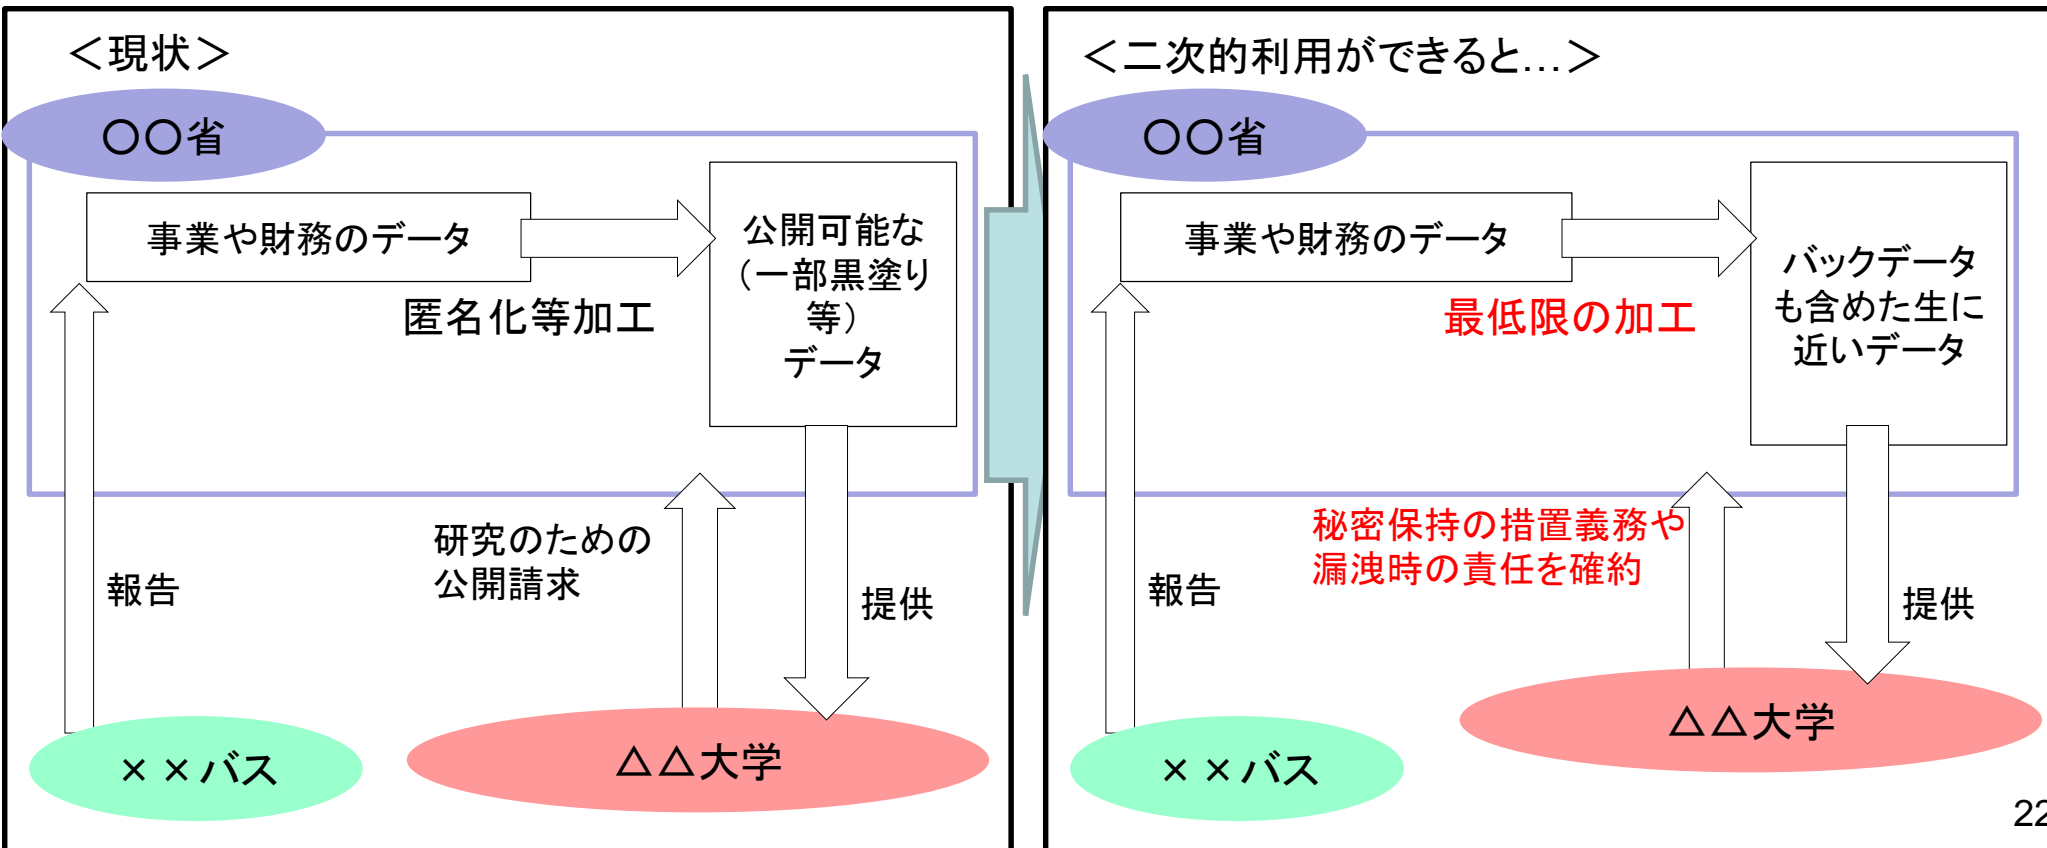 ＜現状＞
〇〇省
事業や財務のデータ
公開可能な
（一部黒塗り
等）
データ
匿名化等加工
研究のための
公開請求
報告
提供
××バス
△△大学
＜二次的利用ができると…＞
〇〇省
事業や財務のデータ
バックデータ
も含めた生に
近いデータ
最低限の加工
秘密保持の措置義務や
漏洩時の責任を確約
報告
提供
××バス
△△大学
22